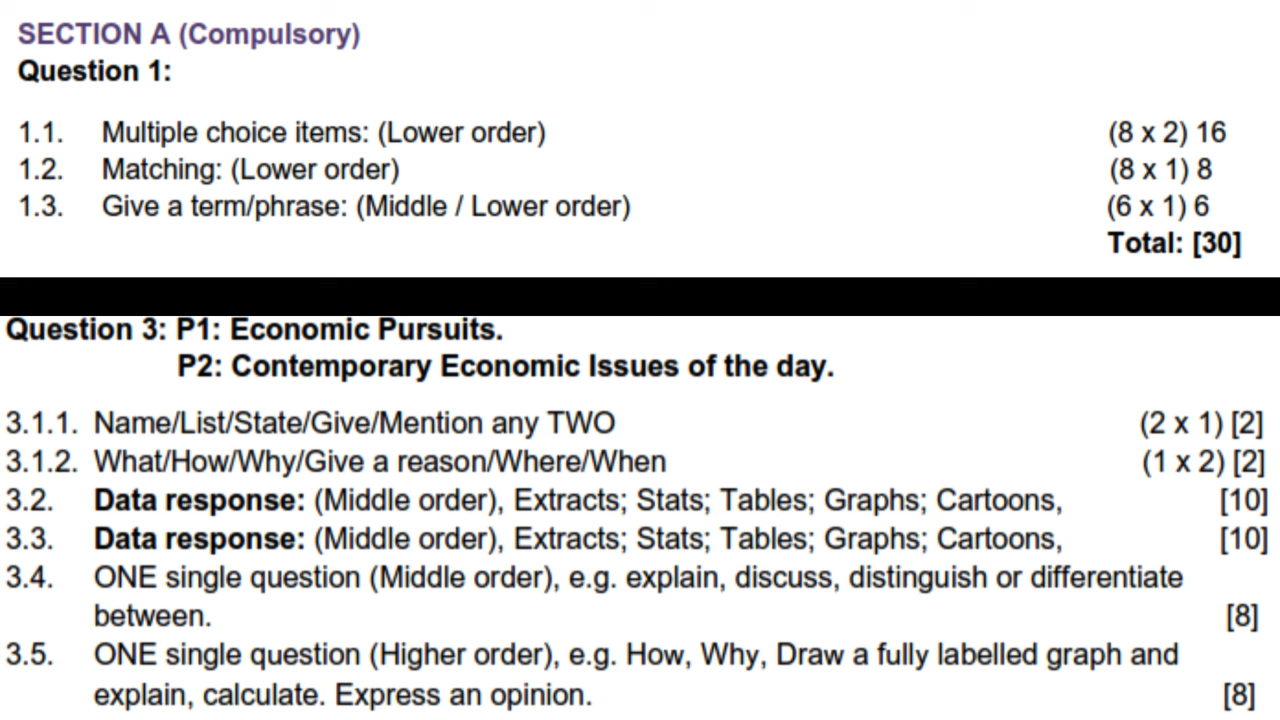 SECTION A (Compulsory)
Question 1:
1.1. Multiple choice items: (Lower order) (8 x 2) 16
1.2. Matching: (Lower order) (8 x 1) 8
1.3. Give a term/phrase: (Middle / Lower order) (6 x 1) 6
Total: [30]
Question 3: P1: Economic Pursuits.
P2: Contemporary Economic Issues of the day.
3.1.1. Name/List/State/Give/Mention any TWO (2 x 1) [2]
3.1.2. What/How/Why/Give a reason/Where/When (1 x 2) [2]
3.2. Data response: (Middle order), Extracts; Stats; Tables; Graphs; Cartoons, [10]
3.3. Data response: (Middle order), Extracts; Stats; Tables; Graphs; Cartoons, [10]
3.4. ONE single question (Middle order), e.g. explain, discuss, distinguish or differentiate
between. [8]
3.5. ONE single question (Higher order), e.g. How, Why, Draw a fully labelled graph and
explain, calculate. Express an opinion. [8]